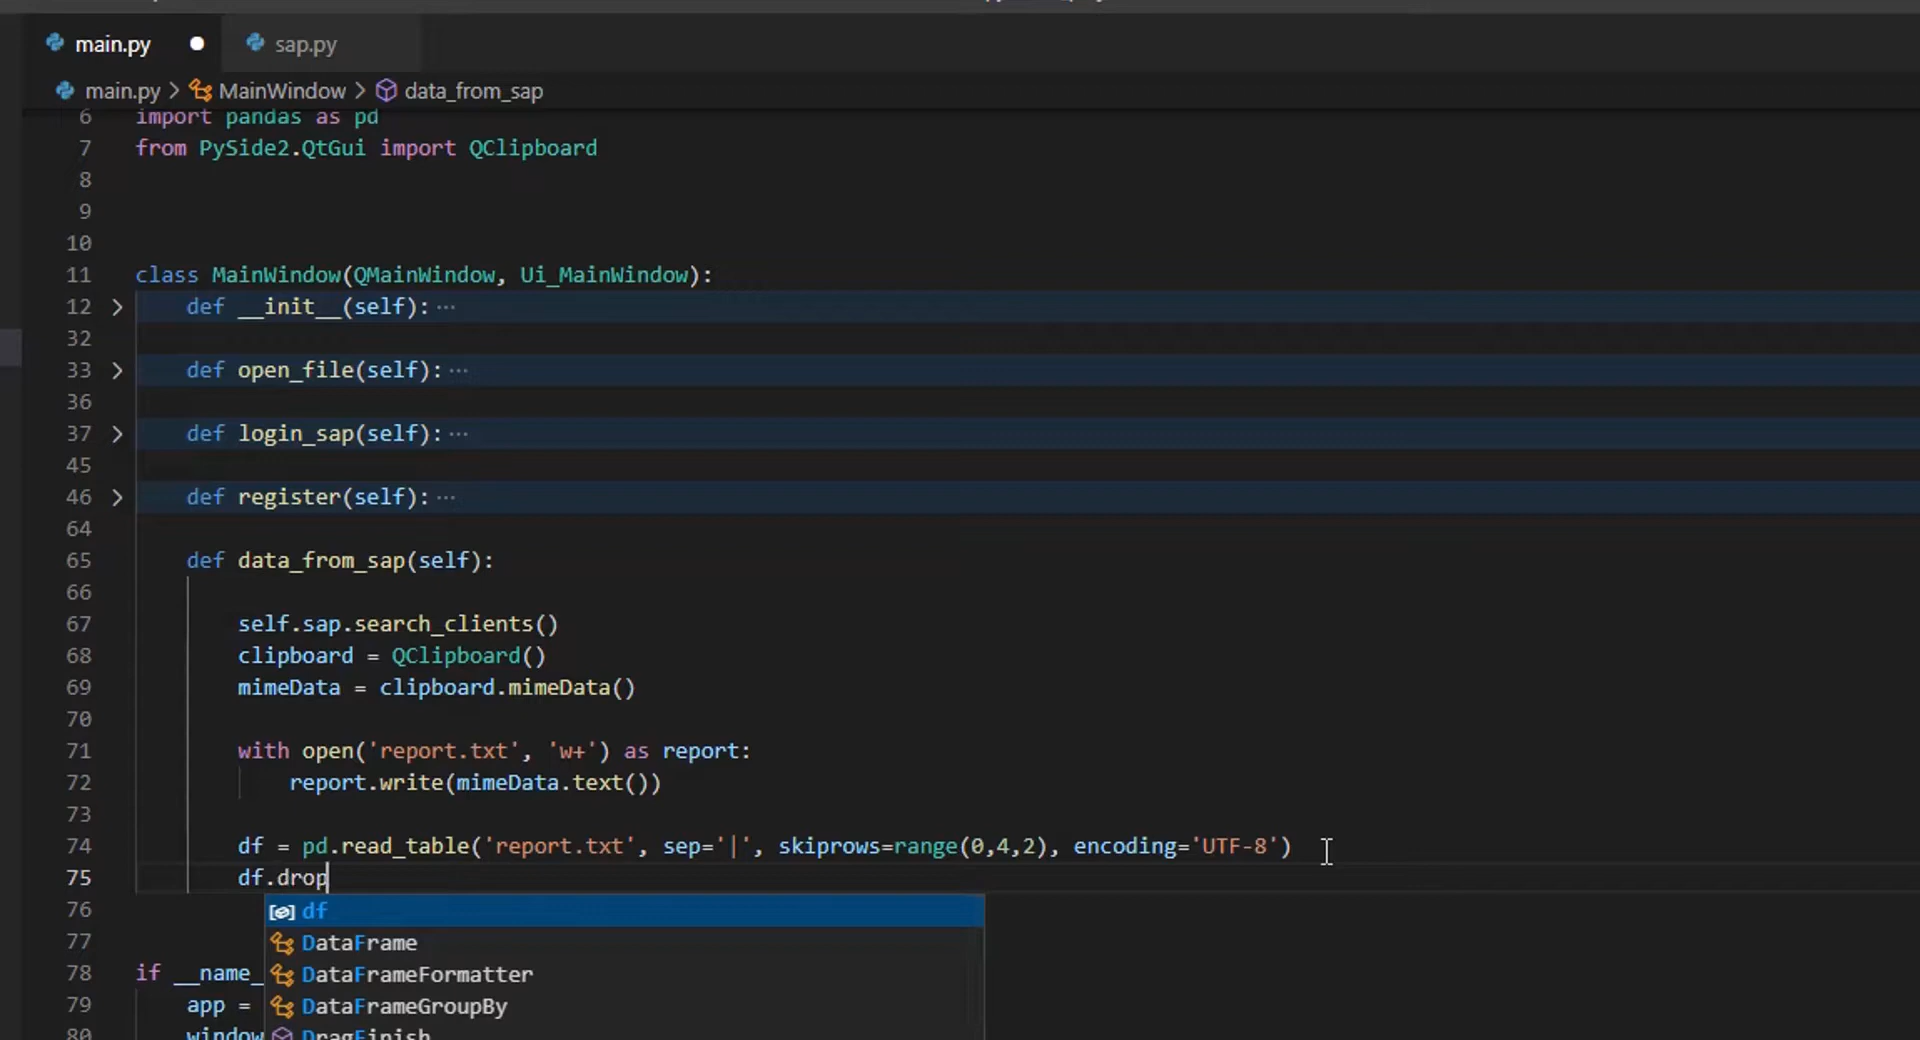 main.py sap.py
main.py > MainWindow > data_from_sap
6 import pandas as pd
7 from PySide2.QtGui import QClipboard
8
9
10
11 class MainWindow(QMainWindow, Ui_MainWindow):
12 > def __init__(self): ···
32
33 > def open_file(self): ···
36
37 > def login_sap(self): ···
45
46 > def register(self): ···
64
65 def data_from_sap(self):
66
67 self.sap.search_clients()
68 clipboard = QClipboard()
69 mimeData = clipboard.mimeData()
70
71 with open('report.txt', 'w+') as report:
72 report.write(mimeData.text())
73
74 df = pd.read_table('report.txt', sep='|', skiprows=range(0,4,2), encoding='UTF-8')
75 df.drop
76 df
77 DataFrame
78 if __name_ DataFrameFormatter
79 app = DataFrameGroupBy
80 window DragFinish